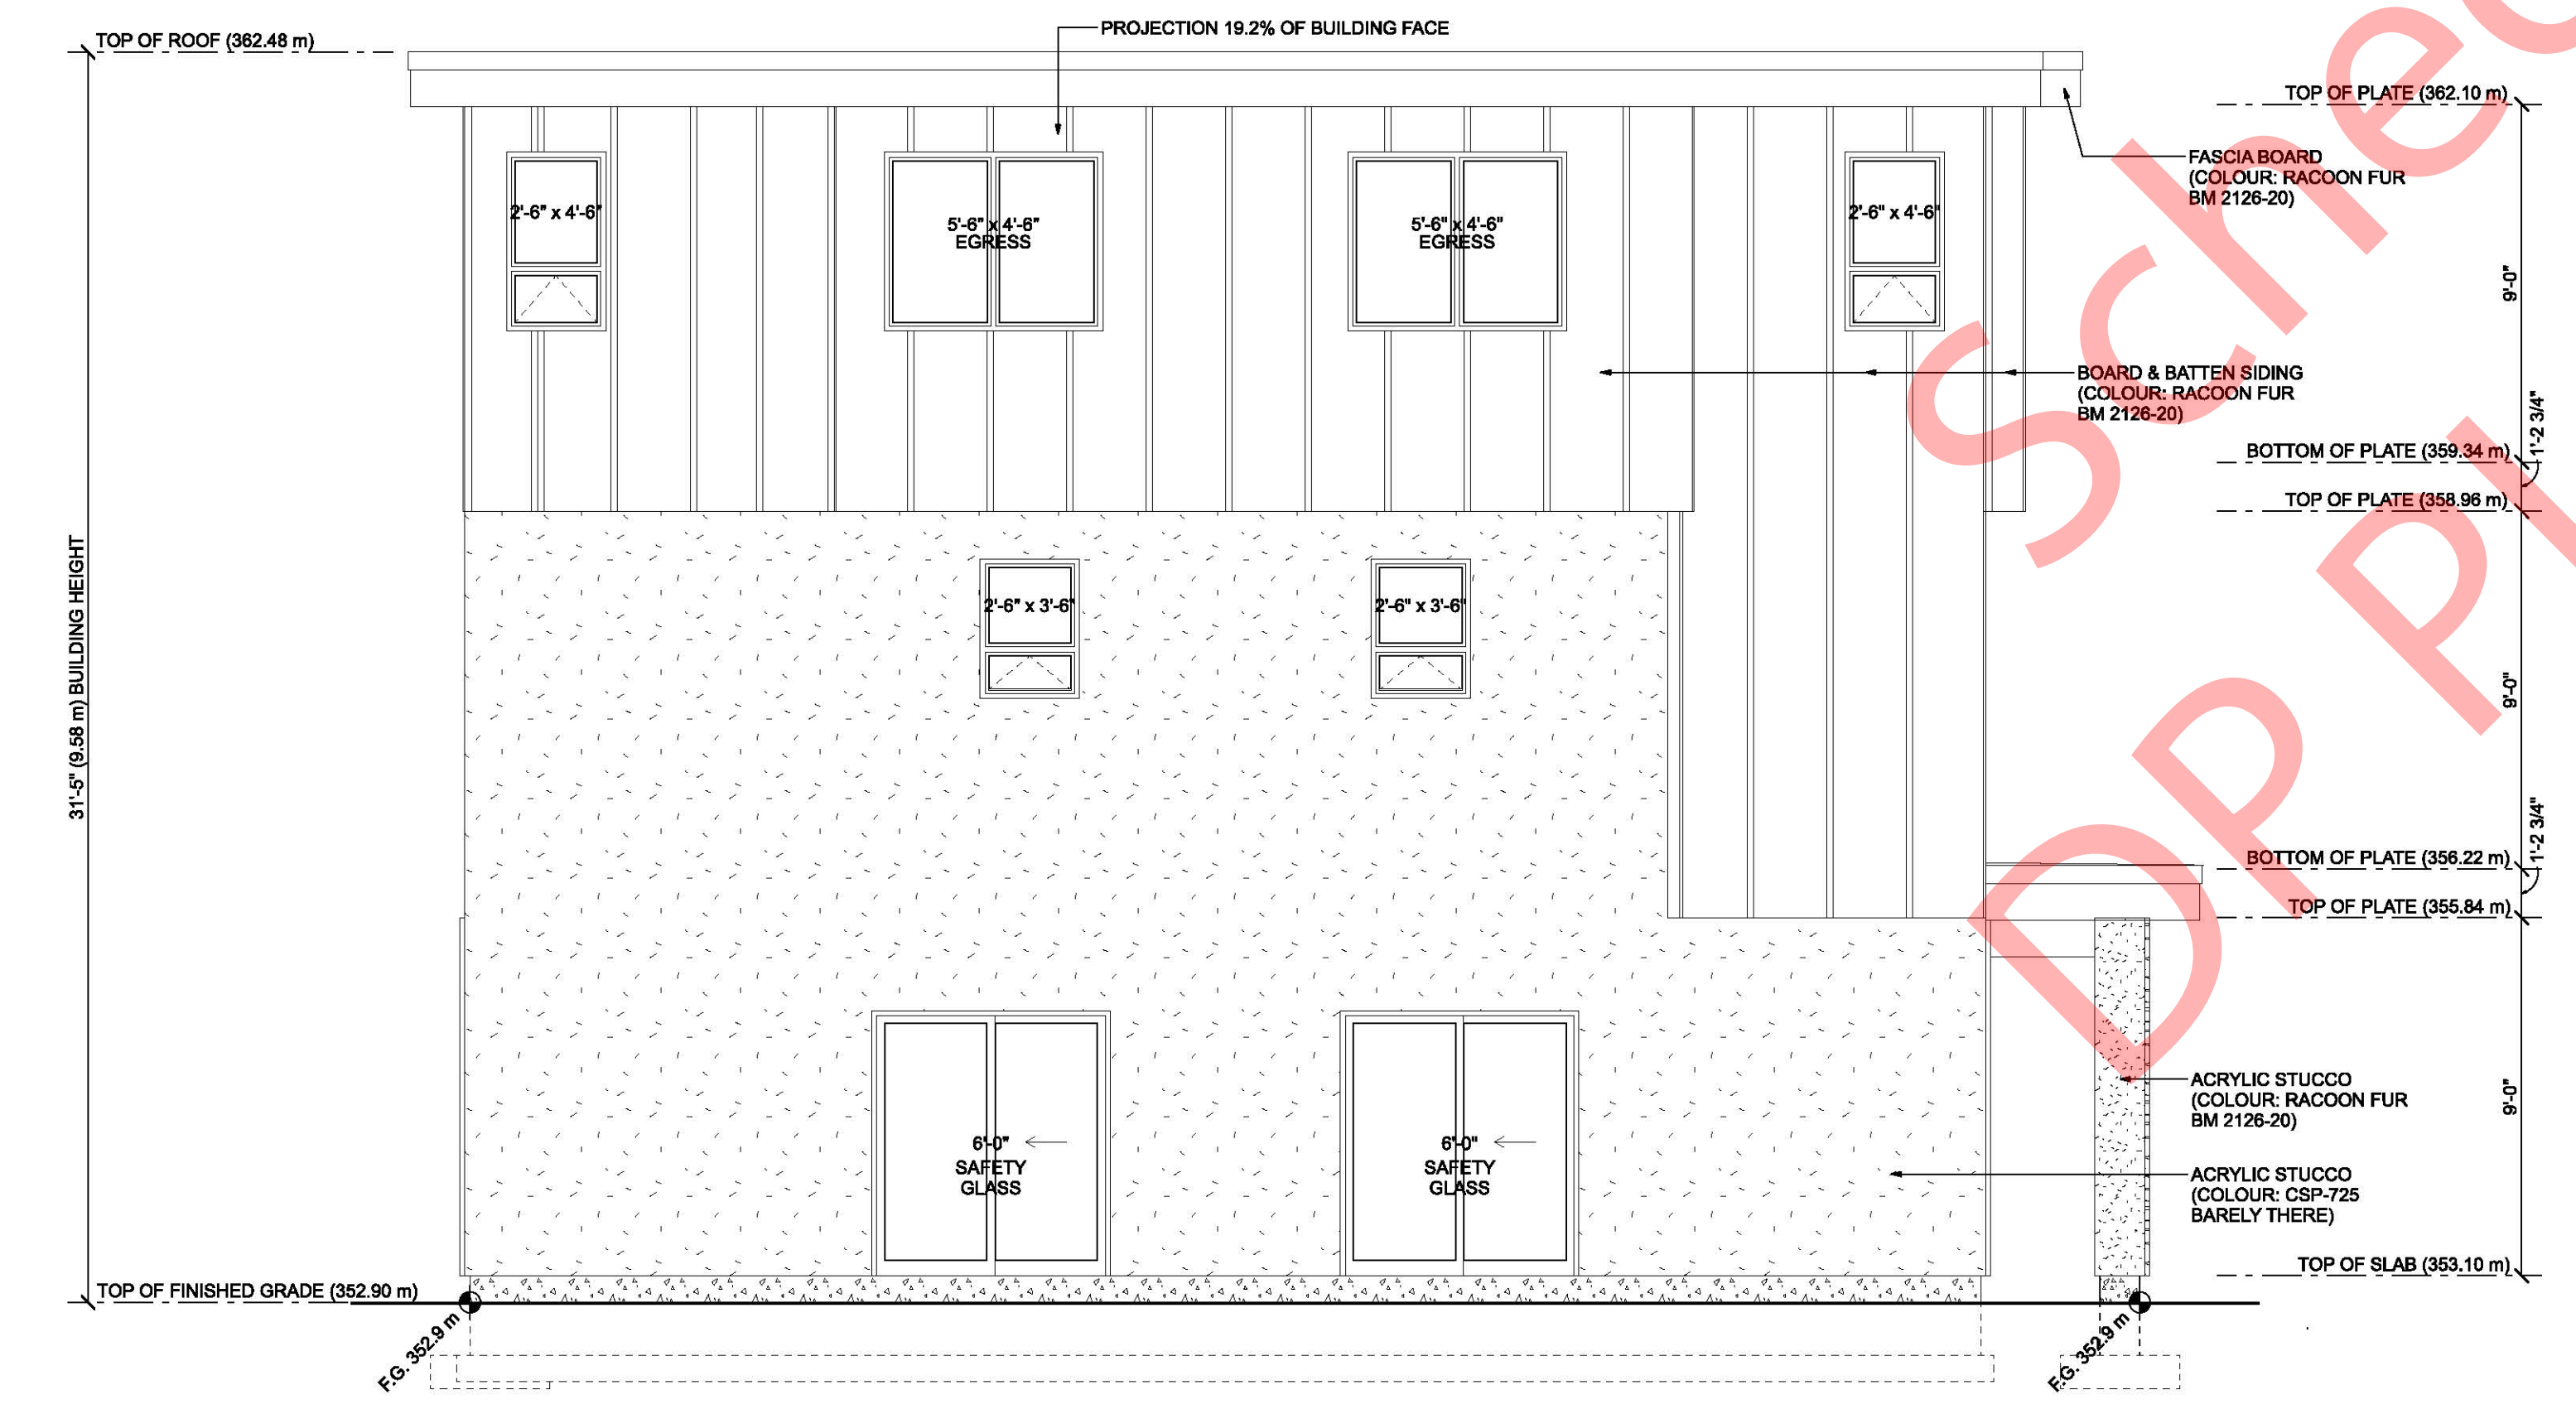 PROJECTION 19.2% OF BUILDING FACE
TOP OF ROOF (362.48 m)
TOP OF PLATE (362.10 m)
FASCIA BOARD
(COLOUR: RACOON FUR
BM 2126-20)
2'-6" x 4'-6"
5'-6" x 4'-6"
EGRESS
5'-6" x 4'-6"
EGRESS
2'-6" x 4'-6"
9'-0"
BOARD & BATTEN SIDING
(COLOUR: RACOON FUR
BM 2126-20)
1'-2 3/4"
BOTTOM OF PLATE (359.34 m)
TOP OF PLATE (358.96 m)
31'-5" (9.58 m) BUILDING HEIGHT
2'-6" x 3'-6"
2'-6" x 3'-6"
9'-0"
1'-2 3/4"
BOTTOM OF PLATE (356.22 m)
TOP OF PLATE (355.84 m)
ACRYLIC STUCCO
(COLOUR: RACOON FUR
BM 2126-20)
9'-0"
6'-0"
SAFETY
GLASS
6'-0"
SAFETY
GLASS
ACRYLIC STUCCO
(COLOUR: CSP-725
BARELY THERE)
TOP OF SLAB (353.10 m)
TOP OF FINISHED GRADE (352.90 m)
F.G. 352.9 m
F.G. 352.9 m
Sche
DP Pl